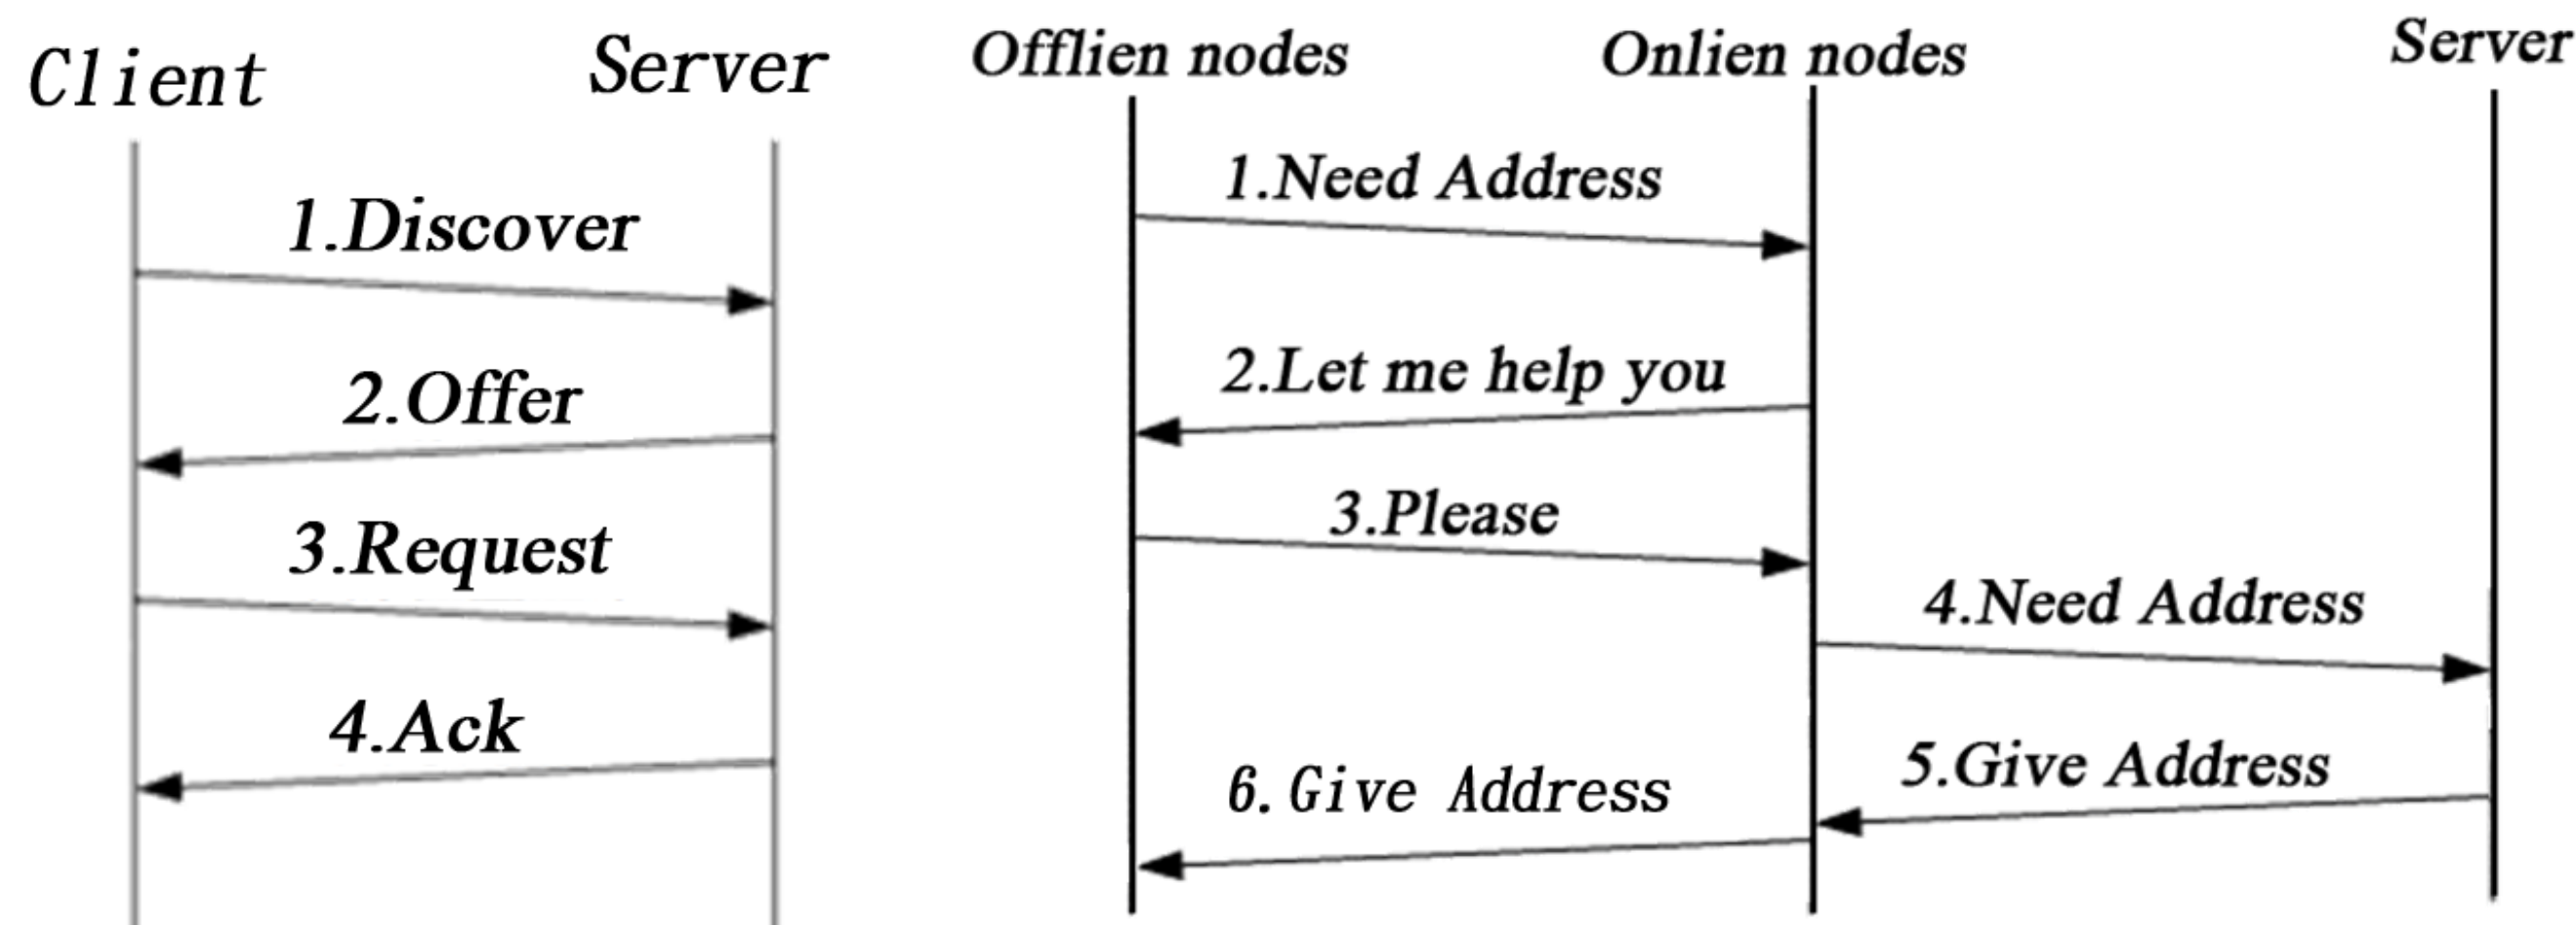 Client
Server
1.Discover
2.Offer
3.Request
4.Ack
Offlien nodes
Onlien nodes
Server
1.Need Address
2.Let me help you
3.Please
4.Need Address
5.Give Address
6.Give Address